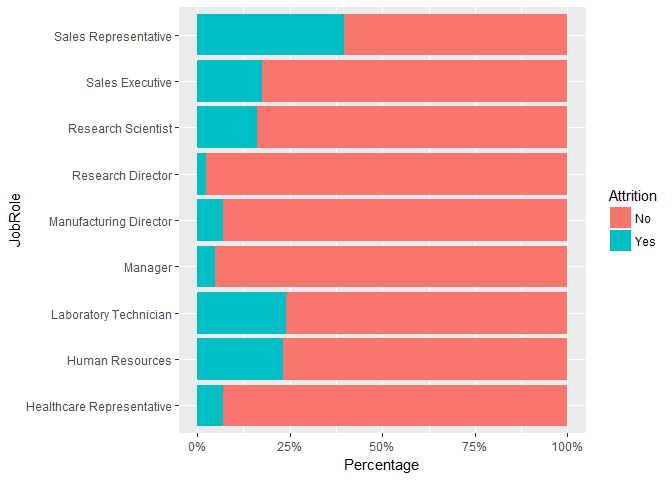 Sales Representative
Sales Executive
Research Scientist
Research Director
Manufacturing Director
Manager
Laboratory Technician
Human Resources
Healthcare Representative
JobRole
0% 25% 50% 75% 100%
Percentage
Attrition
No
Yes